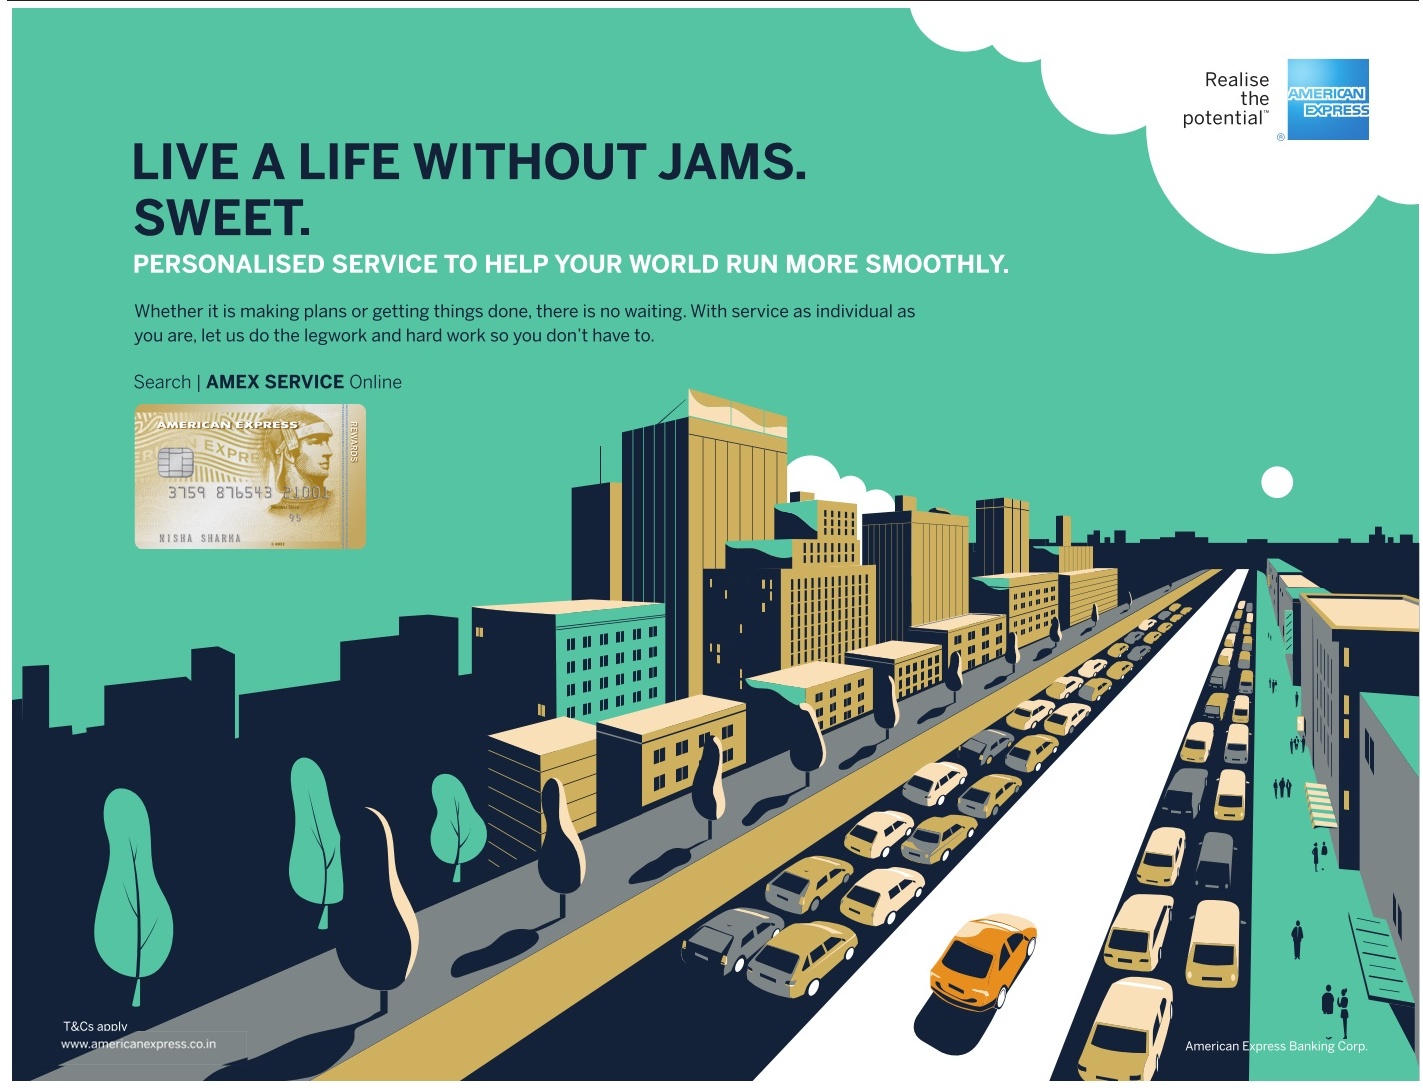 Realise
the
potential™
AMERICAN
EXPRESS
®
LIVE A LIFE WITHOUT JAMS.
SWEET.
PERSONALISED SERVICE TO HELP YOUR WORLD RUN MORE SMOOTHLY.
Whether it is making plans or getting things done, there is no waiting. With service as individual as
you are, let us do the legwork and hard work so you don't have to.
Search | AMEX SERVICE Online
AMERICAN EXPRESS
REWARDS
3759 876543 21001
95
NISHA SHARMA
T&Cs apply
www.americanexpress.co.in
American Express Banking Corp.